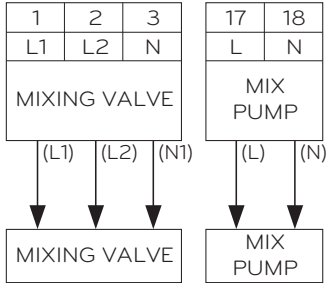 1 2 3 17 18
L1 L2 N L N
MIXING VALVE
MIX
PUMP
(L1) (L2) (N1) (L) (N)
MIXING VALVE
MIX
PUMP